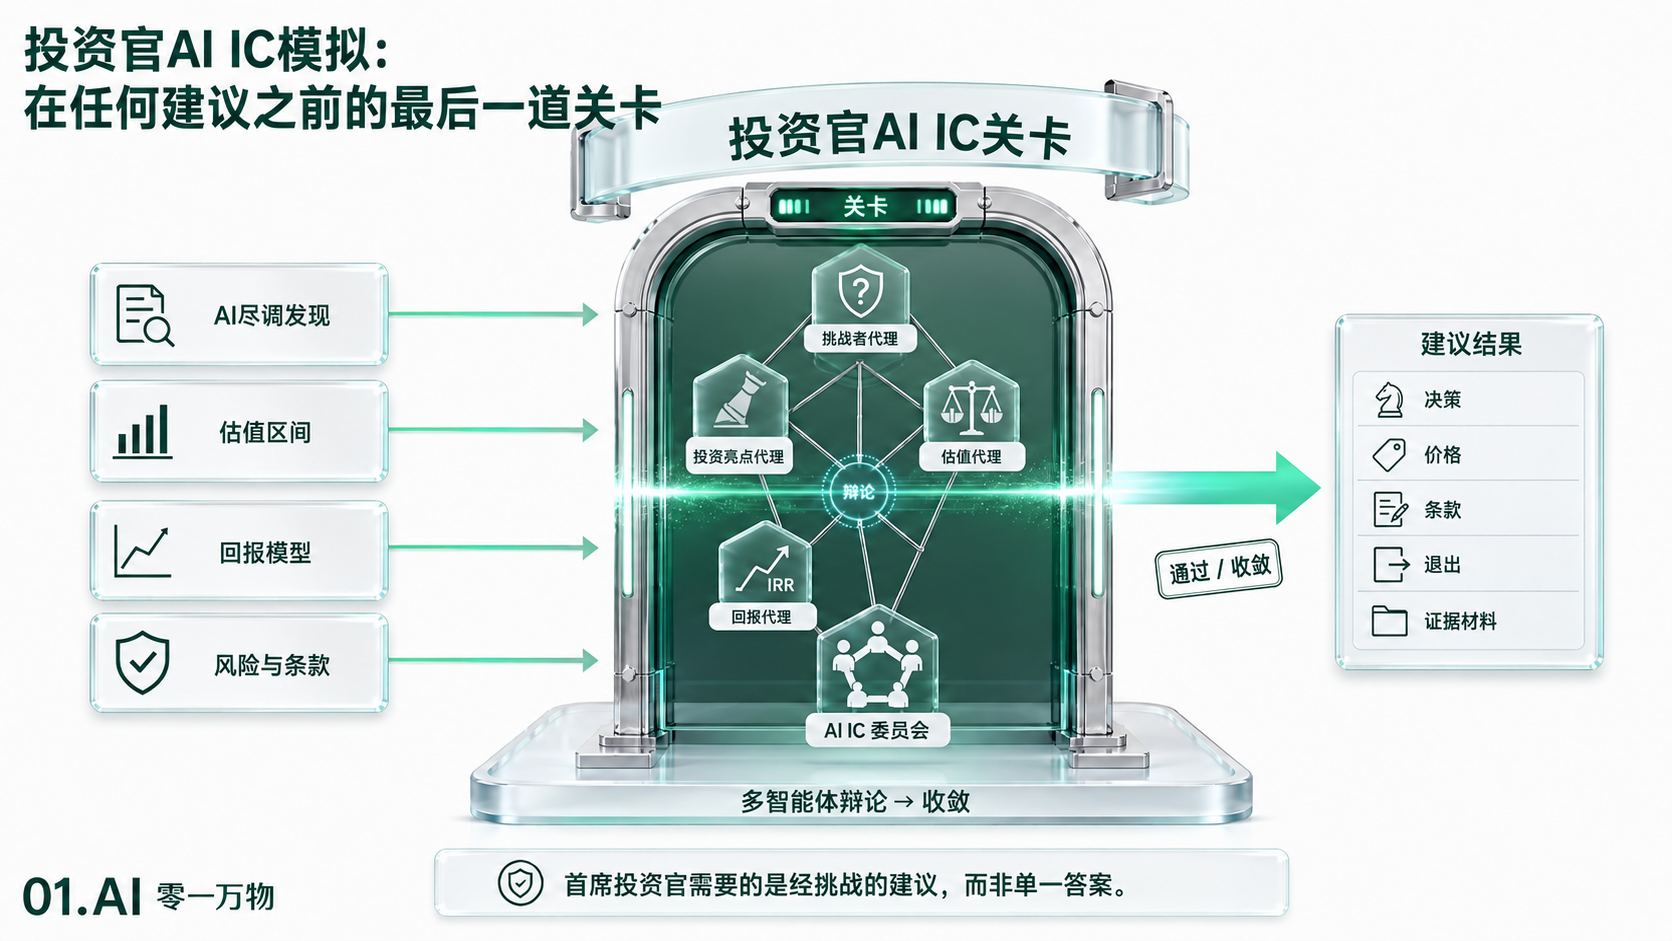 投资官AI IC模拟：
在任何建议之前的最后一道关卡
投资官AI IC关卡
关卡
AI尽调发现
估值区间
回报模型
风险与条款
挑战者代理
投资亮点代理
估值代理
辩论
IRR
回报代理
AI IC 委员会
多智能体辩论 → 收敛
通过 / 收敛
建议结果
决策
价格
条款
退出
证据材料
首席投资官需要的是经挑战的建议，而非单一答案。
01.AI 零一万物